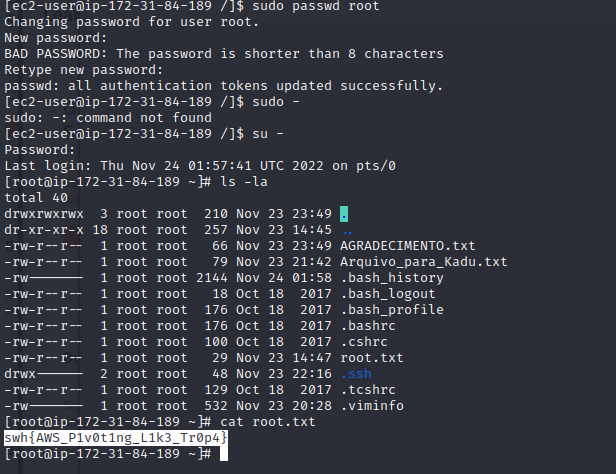 [ec2-user@ip-172-31-84-189 /]$ sudo passwd root
Changing password for user root.
New password:
BAD PASSWORD: The password is shorter than 8 characters
Retype new password:
passwd: all authentication tokens updated successfully.
[ec2-user@ip-172-31-84-189 /]$ sudo -
sudo: -: command not found
[ec2-user@ip-172-31-84-189 /]$ su -
Password:
Last login: Thu Nov 24 01:57:41 UTC 2022 on pts/0
[root@ip-172-31-84-189 ~]# ls -la
total 40
drwxrwxrwx  3 root root  210 Nov 23 23:49 .
dr-xr-xr-x 18 root root  257 Nov 23 14:45 ..
-rw-r--r--  1 root root   66 Nov 23 23:49 AGRADECIMENTO.txt
-rw-r--r--  1 root root   79 Nov 23 21:42 Arquivo_para_Kadu.txt
-rw-------  1 root root 2144 Nov 24 01:58 .bash_history
-rw-r--r--  1 root root   18 Oct 18  2017 .bash_logout
-rw-r--r--  1 root root  176 Oct 18  2017 .bash_profile
-rw-r--r--  1 root root  176 Oct 18  2017 .bashrc
-rw-r--r--  1 root root  100 Oct 18  2017 .cshrc
-rw-r--r--  1 root root   29 Nov 23 14:47 root.txt
drwx------  2 root root   48 Nov 23 22:16 .ssh
-rw-r--r--  1 root root  129 Oct 18  2017 .tcshrc
-rw-------  1 root root  532 Nov 23 20:28 .viminfo
[root@ip-172-31-84-189 ~]# cat root.txt
swh{AWS_P1v0t1ng_L1k3_Tr0p4}
[root@ip-172-31-84-189 ~]#